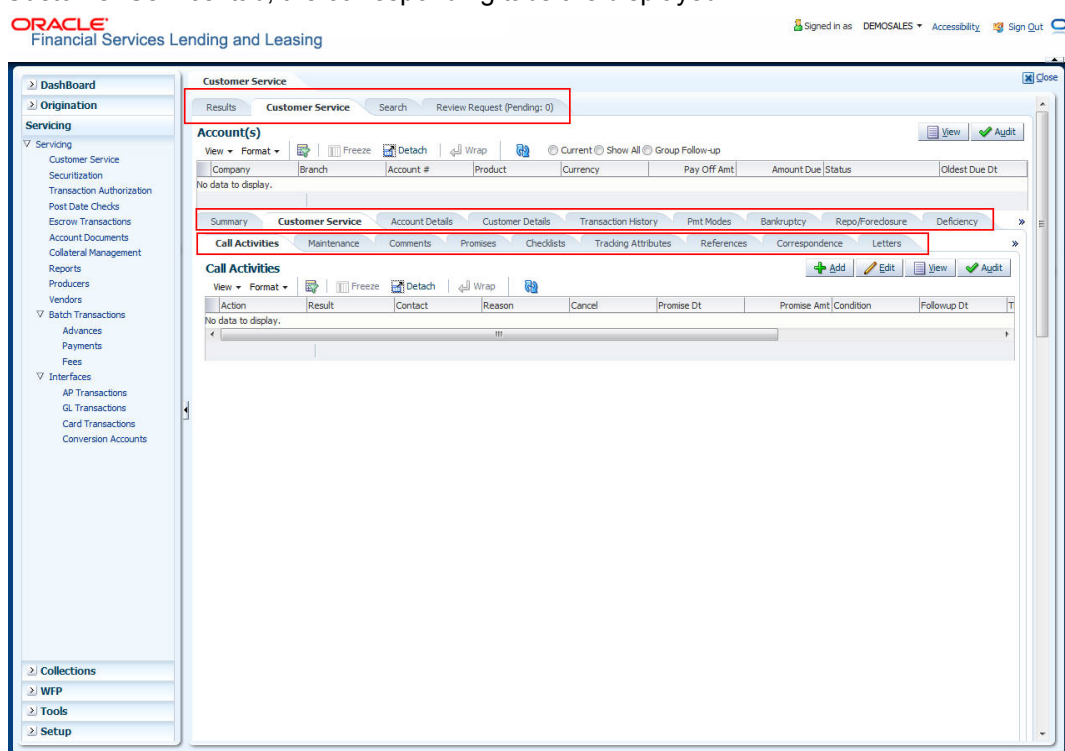 ORACLE
Financial Services Lending and Leasing
Signed in as DEMOSALES Accessibility Sign Out
Customer Service
Close
DashBoard
Origination
Servicing
Servicing
Customer Service
Securitization
Transaction Authorization
Post Date Checks
Escrow Transactions
Account Documents
Collateral Management
Reports
Producers
Vendors
Batch Transactions
Advances
Payments
Fees
Interfaces
AP Transactions
GL Transactions
Card Transactions
Conversion Accounts
Collections
WFP
Tools
Setup
Results Customer Service Search Review Request (Pending: 0)
Account(s)
View Audit
View Format Freeze Detach Wrap Current Show All Group Follow-up
Company Branch Account # Product Currency Pay Off Amt Amount Due Status Oldest Due Dt
No data to display.
Summary Customer Service Account Details Customer Details Transaction History Pmt Modes Bankruptcy Repo/Foreclosure Deficiency »
Call Activities Maintenance Comments Promises Checklists Tracking Attributes References Correspondence Letters »
Call Activities
Add Edit View Audit
View Format Freeze Detach Wrap
Action Result Contact Reason Cancel Promise Dt Promise Amt Condition Followup Dt T
No data to display.